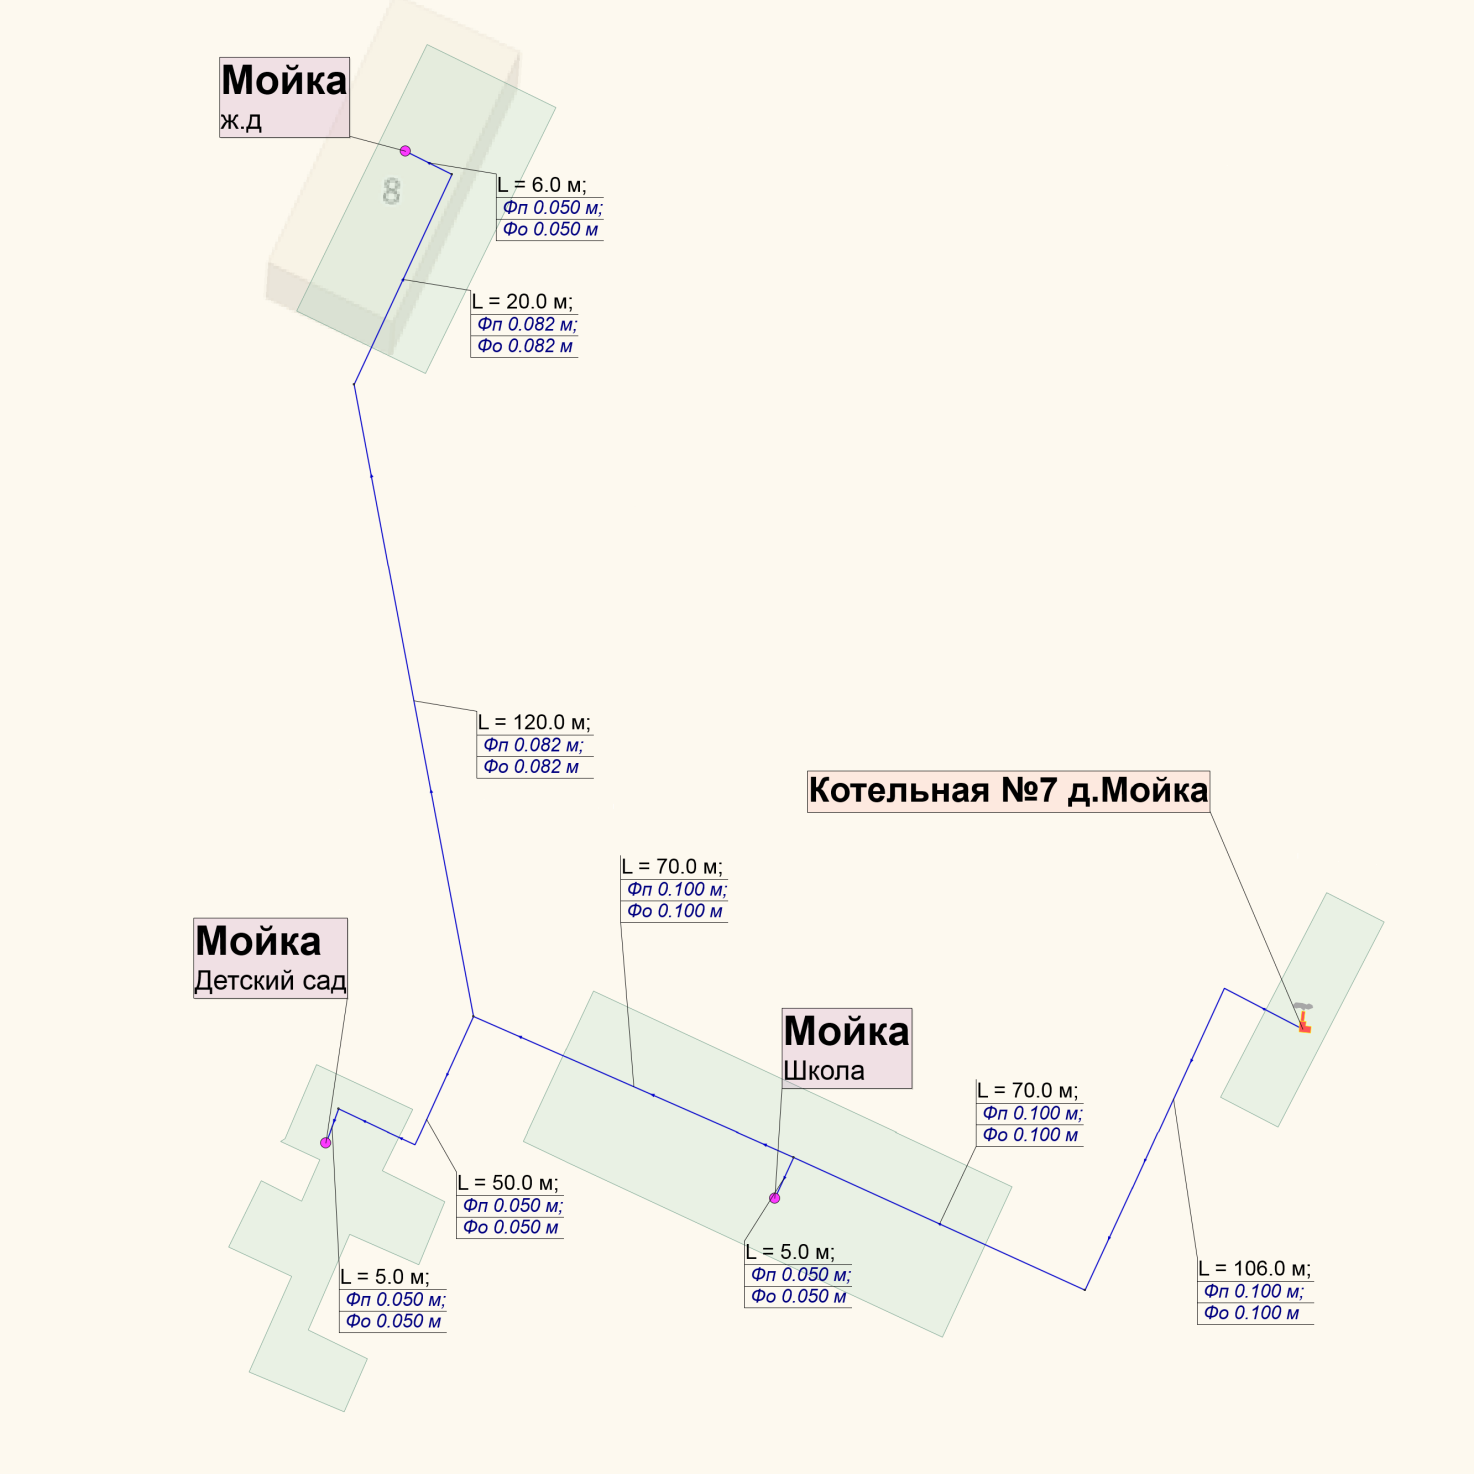 Мойка
ж.д
8
L = 6.0 м;
Фп 0.050 м;
Фо 0.050 м
L = 20.0 м;
Фп 0.082 м;
Фо 0.082 м
L = 120.0 м;
Фп 0.082 м;
Фо 0.082 м
Котельная №7 д.Мойка
L = 70.0 м;
Фп 0.100 м;
Фо 0.100 м
Мойка
Детский сад
Мойка
Школа
L = 70.0 м;
Фп 0.100 м;
Фо 0.100 м
L = 50.0 м;
Фп 0.050 м;
Фо 0.050 м
L = 5.0 м;
Фп 0.050 м;
Фо 0.050 м
L = 106.0 м;
Фп 0.100 м;
Фо 0.100 м
L = 5.0 м;
Фп 0.050 м;
Фо 0.050 м